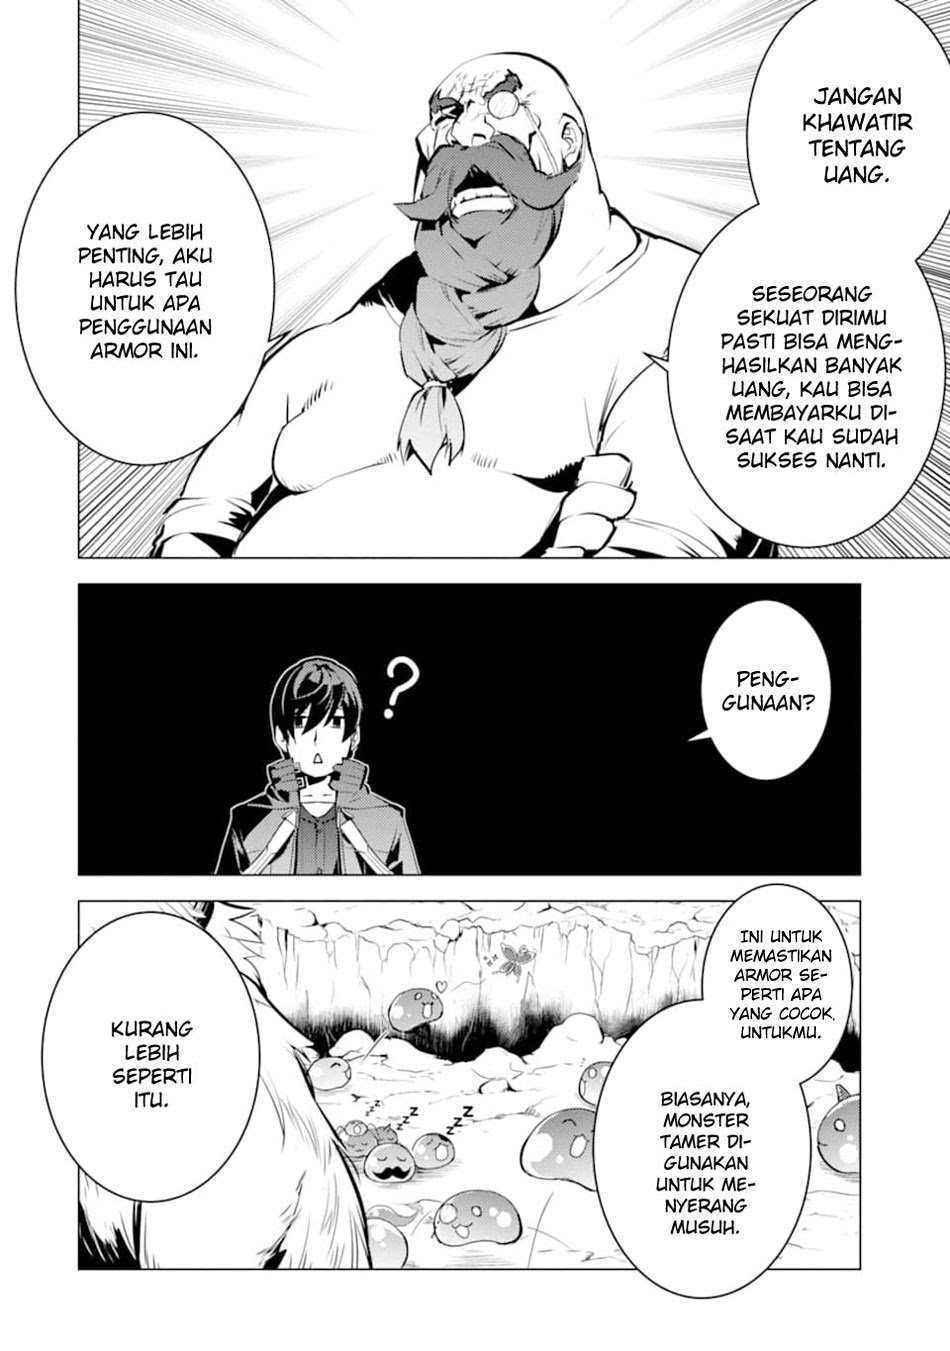 JANGAN
KHAWATIR
TENTANG
UANG.
SESEORANG
SEKUAT DIRIMU
PASTI BISA MENG-
HASILKAN BANYAK
UANG, KAU BISA
MEMBAYARKU DI-
SAAT KAU SUDAH
SUKSES NANTI.
YANG LEBIH
PENTING, AKU
HARUS TAU
UNTUK APA
PENGGUNAAN
ARMOR INI.
PENG-
GUNAAN?
?
INI UNTUK
MEMASTIKAN
ARMOR SE-
PERTI APA
YANG COCOK
UNTUKMU.
BIASANYA,
MONSTER
TAMER DI-
GUNAKAN
UNTUK ME-
NYERANG
MUSUH.
KURANG
LEBIH
SEPERTI
ITU.
zzz
zzz